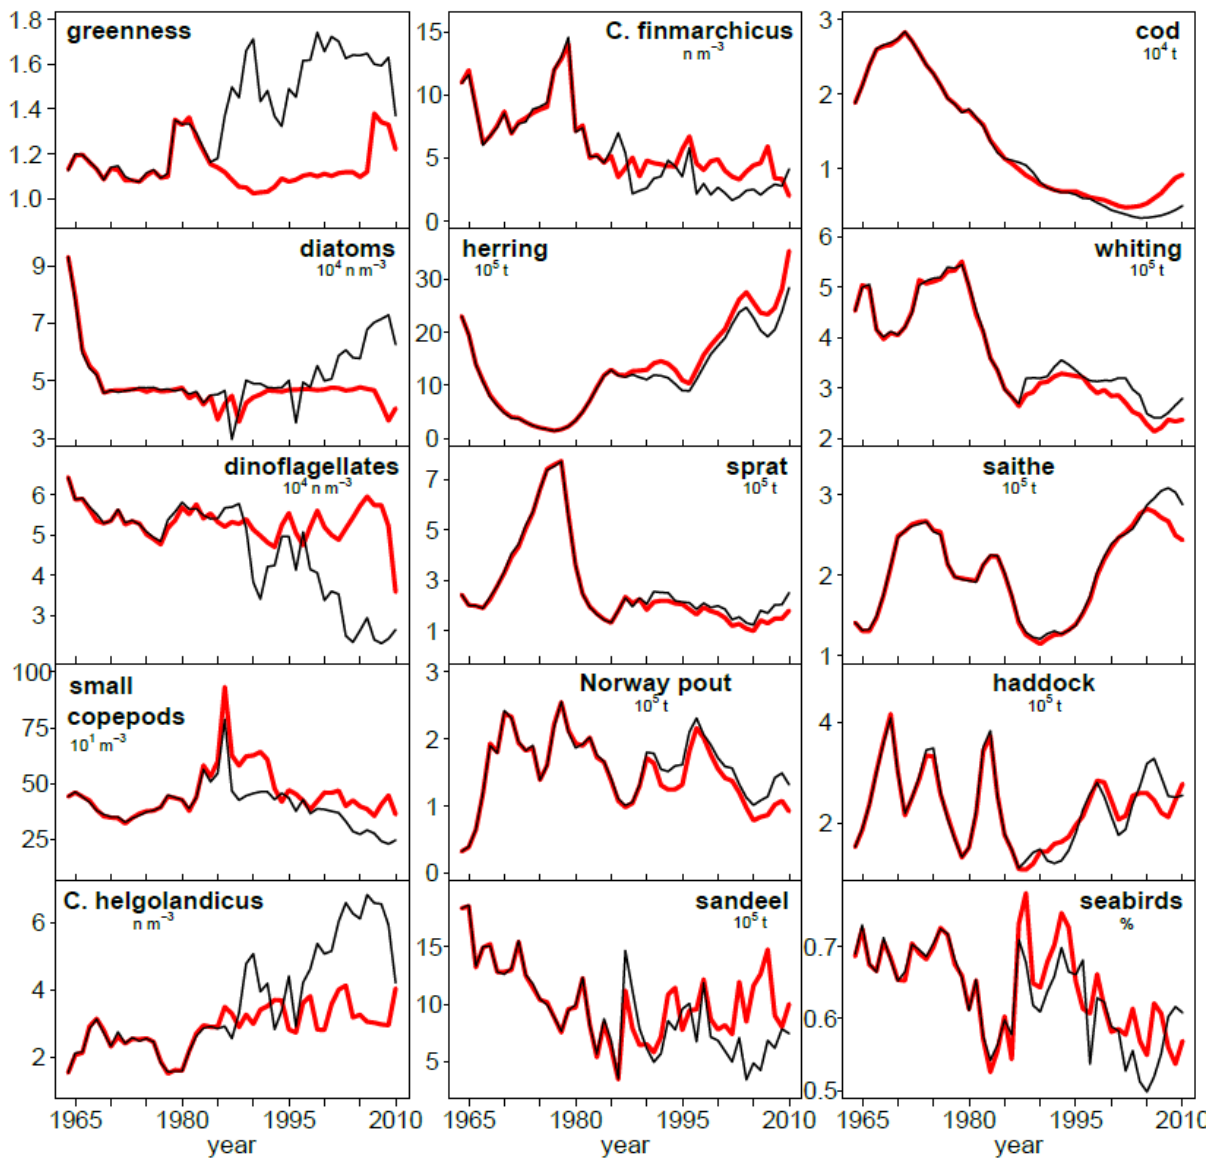 greenness
1.8
1.6
1.4
1.2
1.0
C. finmarchicus
n m⁻³
15
10
5
0
cod
10⁴ t
3
2
1
diatoms
10⁴ n m⁻³
9
7
5
3
herring
10⁵ t
30
20
10
0
whiting
10⁵ t
6
5
4
3
2
dinoflagellates
10⁴ n m⁻³
6
5
4
3
sprat
10⁵ t
7
5
3
1
saithe
10⁵ t
3
2
1
small
copepods
10¹ m⁻³
100
75
50
25
Norway pout
10⁵ t
3
2
1
0
haddock
10⁵ t
4
2
C. helgolandicus
n m⁻³
6
4
2
sandeel
10⁵ t
15
10
5
seabirds
%
0.7
0.6
0.5
1965 1980 1995 2010
year
1965 1980 1995 2010
year
1965 1980 1995 2010
year